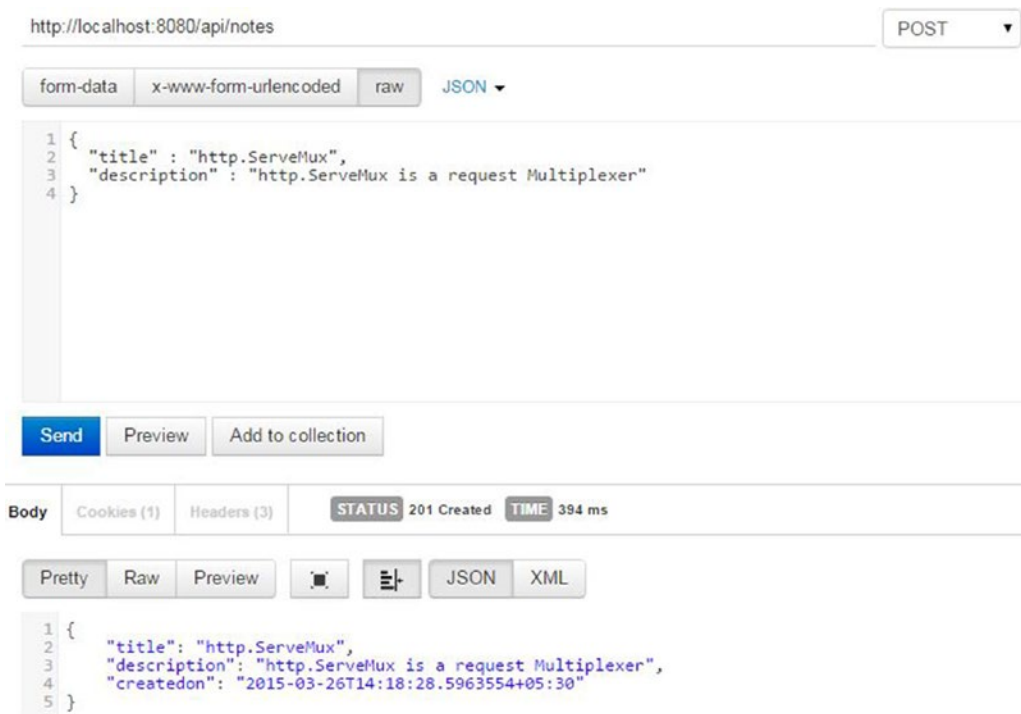 http://localhost:8080/api/notes POST
form-data x-www-form-urlencoded raw JSON
1 {
2 "title" : "http.ServeMux",
3 "description" : "http.ServeMux is a request Multiplexer"
4 }
Send Preview Add to collection
Body Cookies (1) Headers (3) STATUS 201 Created TIME 394 ms
Pretty Raw Preview JSON XML
1 {
2 "title": "http.ServeMux",
3 "description": "http.ServeMux is a request Multiplexer",
4 "createdon": "2015-03-26T14:18:28.5963554+05:30"
5 }